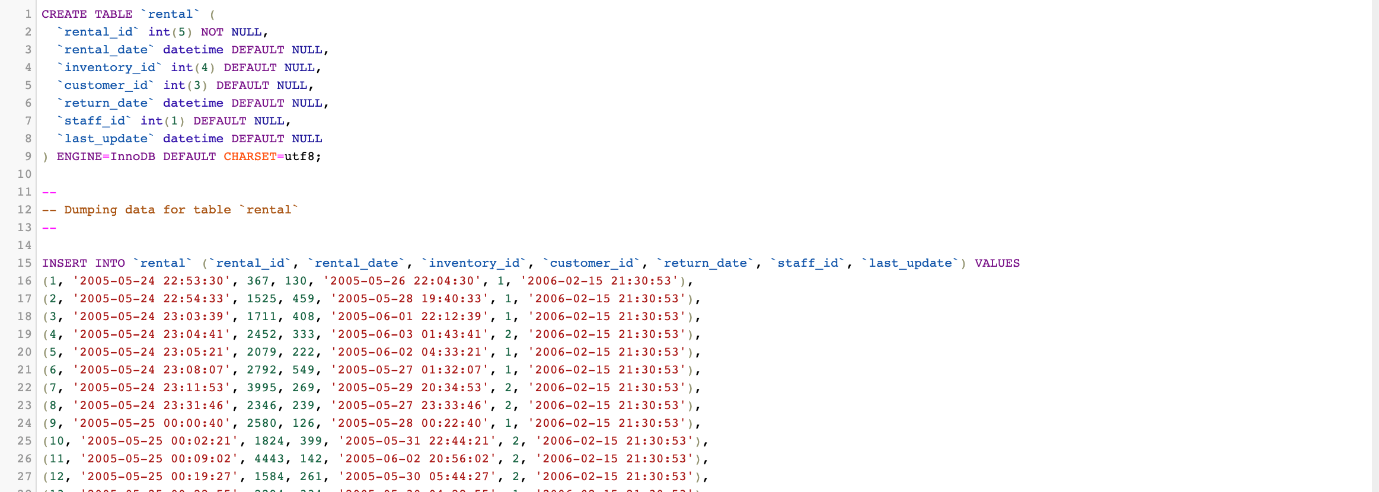 1 CREATE TABLE `rental` (
2 `rental_id` int(5) NOT NULL,
3 `rental_date` datetime DEFAULT NULL,
4 `inventory_id` int(4) DEFAULT NULL,
5 `customer_id` int(3) DEFAULT NULL,
6 `return_date` datetime DEFAULT NULL,
7 `staff_id` int(1) DEFAULT NULL,
8 `last_update` datetime DEFAULT NULL
9 ) ENGINE=InnoDB DEFAULT CHARSET=utf8;
10
11 --
12 -- Dumping data for table `rental`
13 --
14
15 INSERT INTO `rental` (`rental_id`, `rental_date`, `inventory_id`, `customer_id`, `return_date`, `staff_id`, `last_update`) VALUES
16 (1, '2005-05-24 22:53:30', 367, 130, '2005-05-26 22:04:30', 1, '2006-02-15 21:30:53'),
17 (2, '2005-05-24 22:54:33', 1525, 459, '2005-05-28 19:40:33', 1, '2006-02-15 21:30:53'),
18 (3, '2005-05-24 23:03:39', 1711, 408, '2005-06-01 22:12:39', 1, '2006-02-15 21:30:53'),
19 (4, '2005-05-24 23:04:41', 2452, 333, '2005-06-03 01:43:41', 2, '2006-02-15 21:30:53'),
20 (5, '2005-05-24 23:05:21', 2079, 222, '2005-06-02 04:33:21', 1, '2006-02-15 21:30:53'),
21 (6, '2005-05-24 23:08:07', 2792, 549, '2005-05-27 01:32:07', 1, '2006-02-15 21:30:53'),
22 (7, '2005-05-24 23:11:53', 3995, 269, '2005-05-29 20:34:53', 2, '2006-02-15 21:30:53'),
23 (8, '2005-05-24 23:31:46', 2346, 239, '2005-05-27 23:33:46', 2, '2006-02-15 21:30:53'),
24 (9, '2005-05-25 00:00:40', 2580, 126, '2005-05-28 00:22:40', 1, '2006-02-15 21:30:53'),
25 (10, '2005-05-25 00:02:21', 1824, 399, '2005-05-31 22:44:21', 2, '2006-02-15 21:30:53'),
26 (11, '2005-05-25 00:09:02', 4443, 142, '2005-06-02 20:56:02', 2, '2006-02-15 21:30:53'),
27 (12, '2005-05-25 00:19:27', 1584, 261, '2005-05-30 05:44:27', 2, '2006-02-15 21:30:53'),